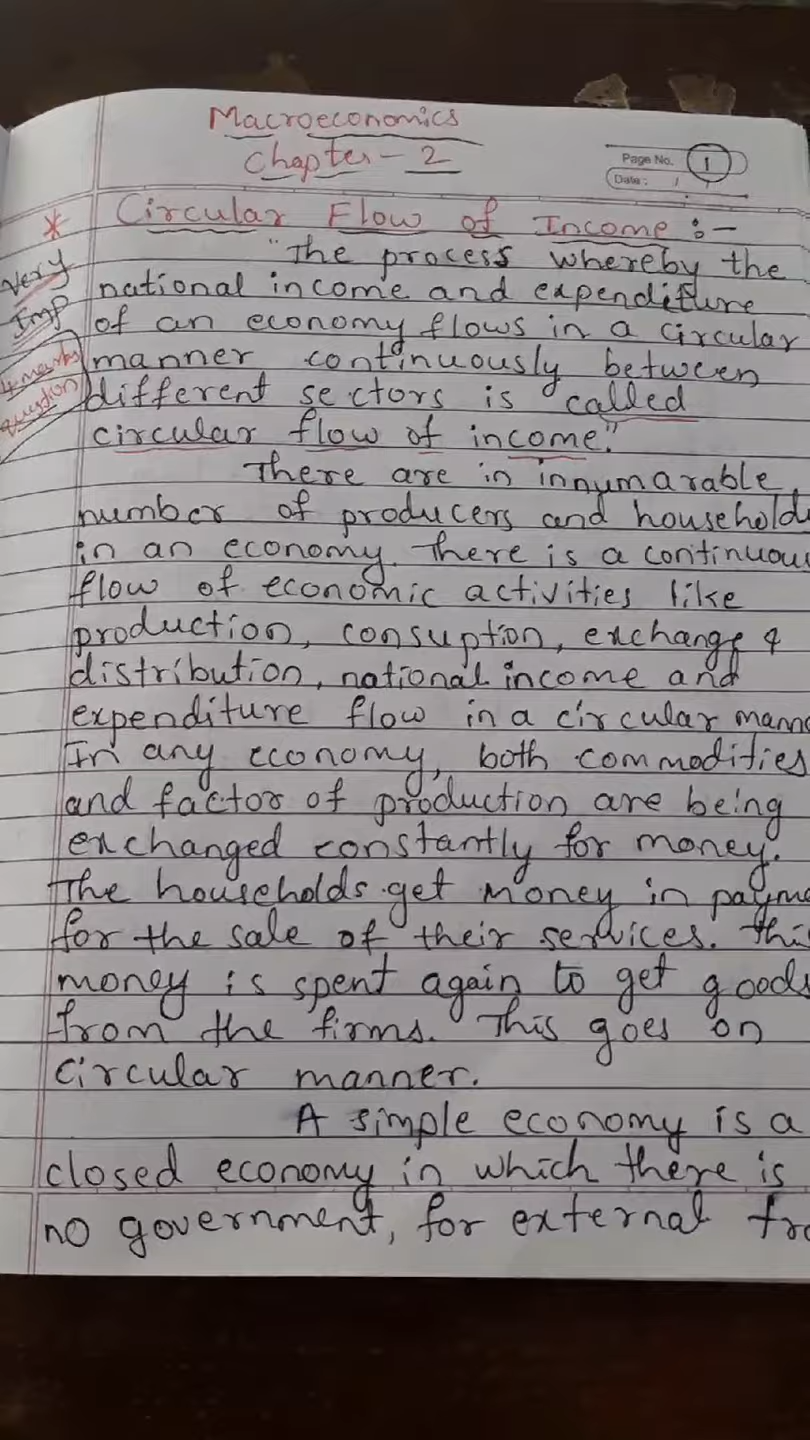 Macroeconomics
Chapter - 2
Page No. 1
Date : / /
* Circular Flow of Income :-
Very Imp
4 marks question
"The process whereby the
national income and expenditure
of an economy flows in a circular
manner continuously between
different sectors is called
circular flow of income."
There are in innumarable
number of producers and household
in an economy. There is a continuous
flow of economic activities like
production, consuption, exchange &
distribution, national income and
expenditure flow in a circular mann
In any economy, both commodities
and factor of production are being
exchanged constantly for money.
The households get money in payme
for the sale of their services. Thi
money is spent again to get goods
from the firms. This goes on
circular manner.
A simple economy is a
closed economy in which there is
no government, for external tra